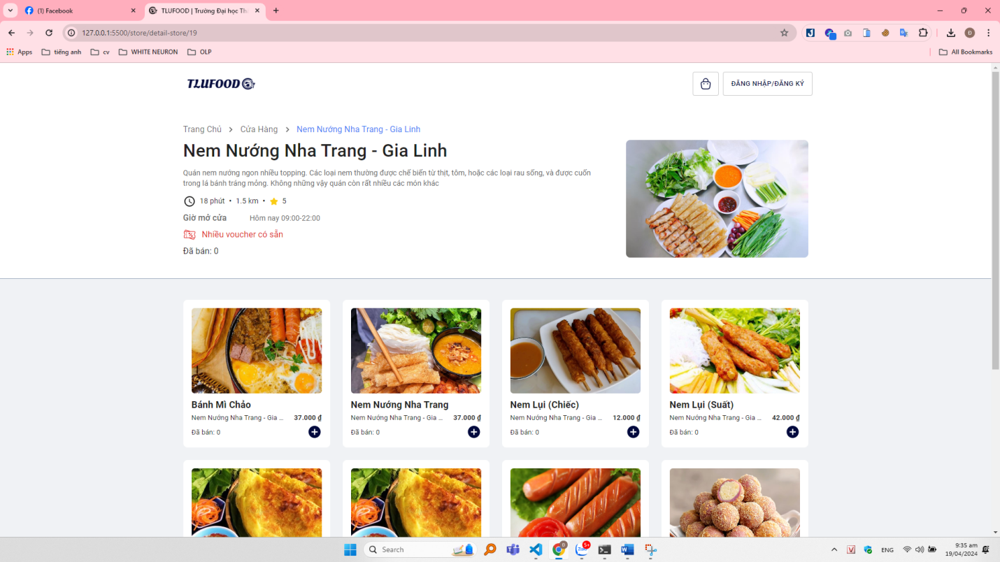 (1) Facebook
TLUFOOD | Trường Đại học Th
127.0.0.1:5500/store/detail-store/19
Apps
tiếng anh
cv
WHITE NEURON
OLP
All Bookmarks
TLUFOOD
ĐĂNG NHẬP/ĐĂNG KÝ
Trang Chủ > Cửa Hàng > Nem Nướng Nha Trang - Gia Linh
Nem Nướng Nha Trang - Gia Linh
Quán nem nướng ngon nhiều topping. Các loại nem thường được chế biến từ thịt, tôm, hoặc các loại rau sống, và được cuốn
trong lá bánh tráng mỏng. Không những vậy quán còn rất nhiều các món khác
18 phút • 1.5 km • 5
Giờ mở cửa Hôm nay 09:00-22:00
Nhiều voucher có sẵn
Đã bán: 0
Bánh Mì Chảo
Nem Nướng Nha Trang - Gia ... 37.000 ₫
Đã bán: 0
Nem Nướng Nha Trang
Nem Nướng Nha Trang - Gia ... 37.000 ₫
Đã bán: 0
Nem Lụi (Chiếc)
Nem Nướng Nha Trang - Gia ... 12.000 ₫
Đã bán: 0
Nem Lụi (Suất)
Nem Nướng Nha Trang - Gia ... 42.000 ₫
Đã bán: 0
Search
Zalo
5+
ENG
9:35 am
19/04/2024